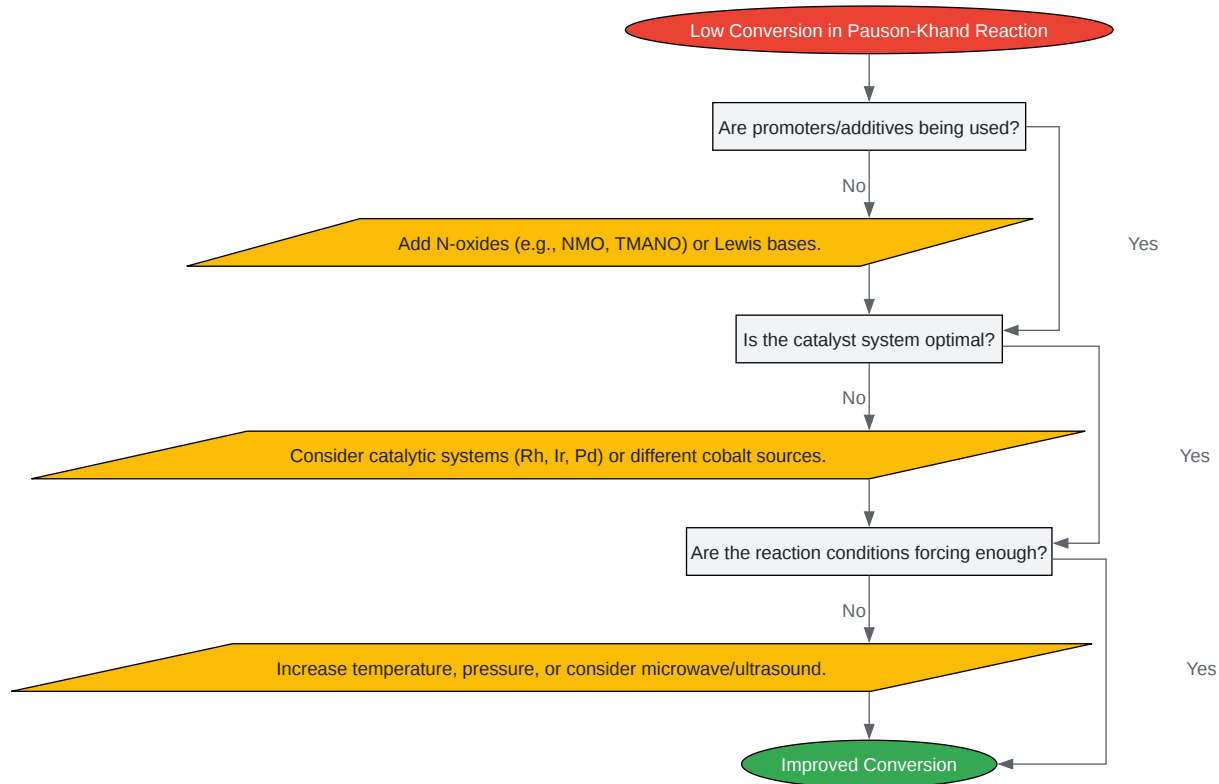 Low Conversion in Pauson-Khand Reaction
Are promoters/additives being used?
No
Add N-oxides (e.g., NMO, TMANO) or Lewis bases.
Yes
Is the catalyst system optimal?
No
Consider catalytic systems (Rh, Ir, Pd) or different cobalt sources.
Yes
Are the reaction conditions forcing enough?
No
Increase temperature, pressure, or consider microwave/ultrasound.
Yes
Improved Conversion